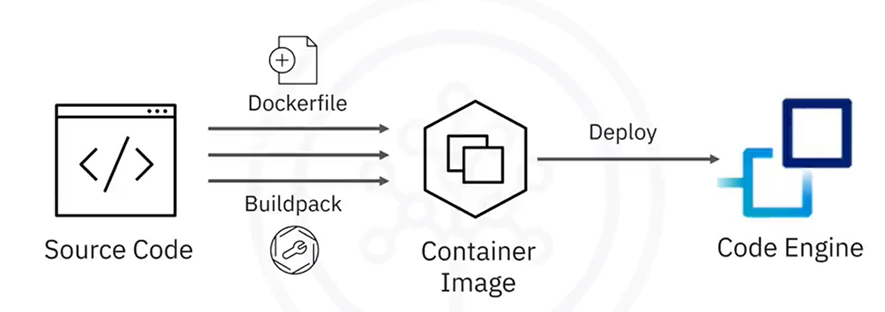 Dockerfile
Deploy
Buildpack
Source Code
Container
Image
Code Engine